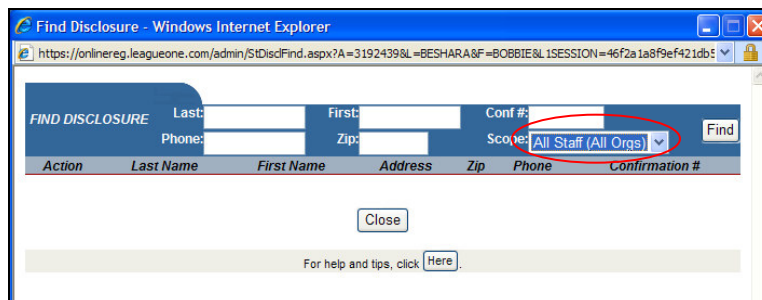 Find Disclosure - Windows Internet Explorer
https://onlinereg.leagueone.com/admin/StDisclFind.aspx?A=3192439&L=BESHARA&F=BOBBIE&L1SESSION=46f2a1a8f9ef421db5
FIND DISCLOSURE Last: First: Conf #:
Phone: Zip: Scope: All Staff (All Orgs) Find
Action Last Name First Name Address Zip Phone Confirmation #
Close
For help and tips, click Here.